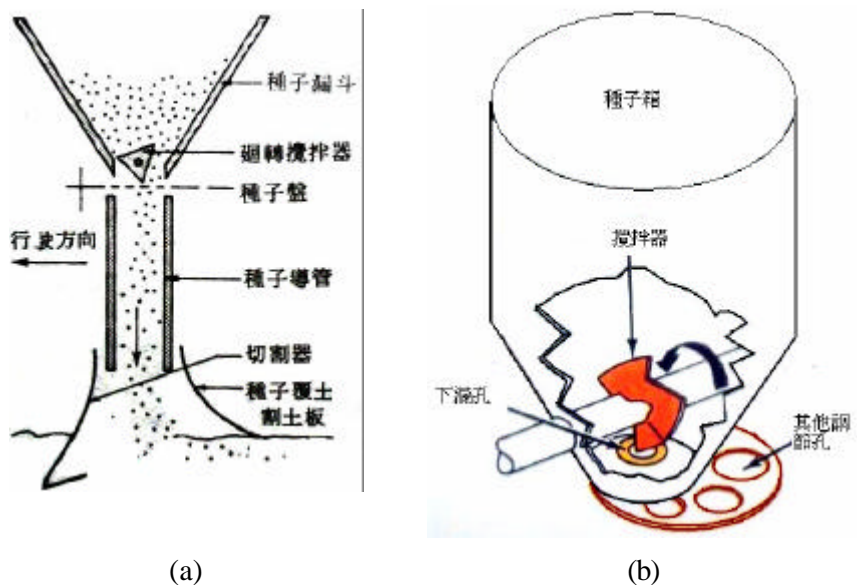 種子漏斗
廻轉攪拌器
種子盤
行駛方向
種子導管
切割器
種子覆土
割土板
(a)
種子箱
攪拌器
下漏孔
其他調
節孔
(b)